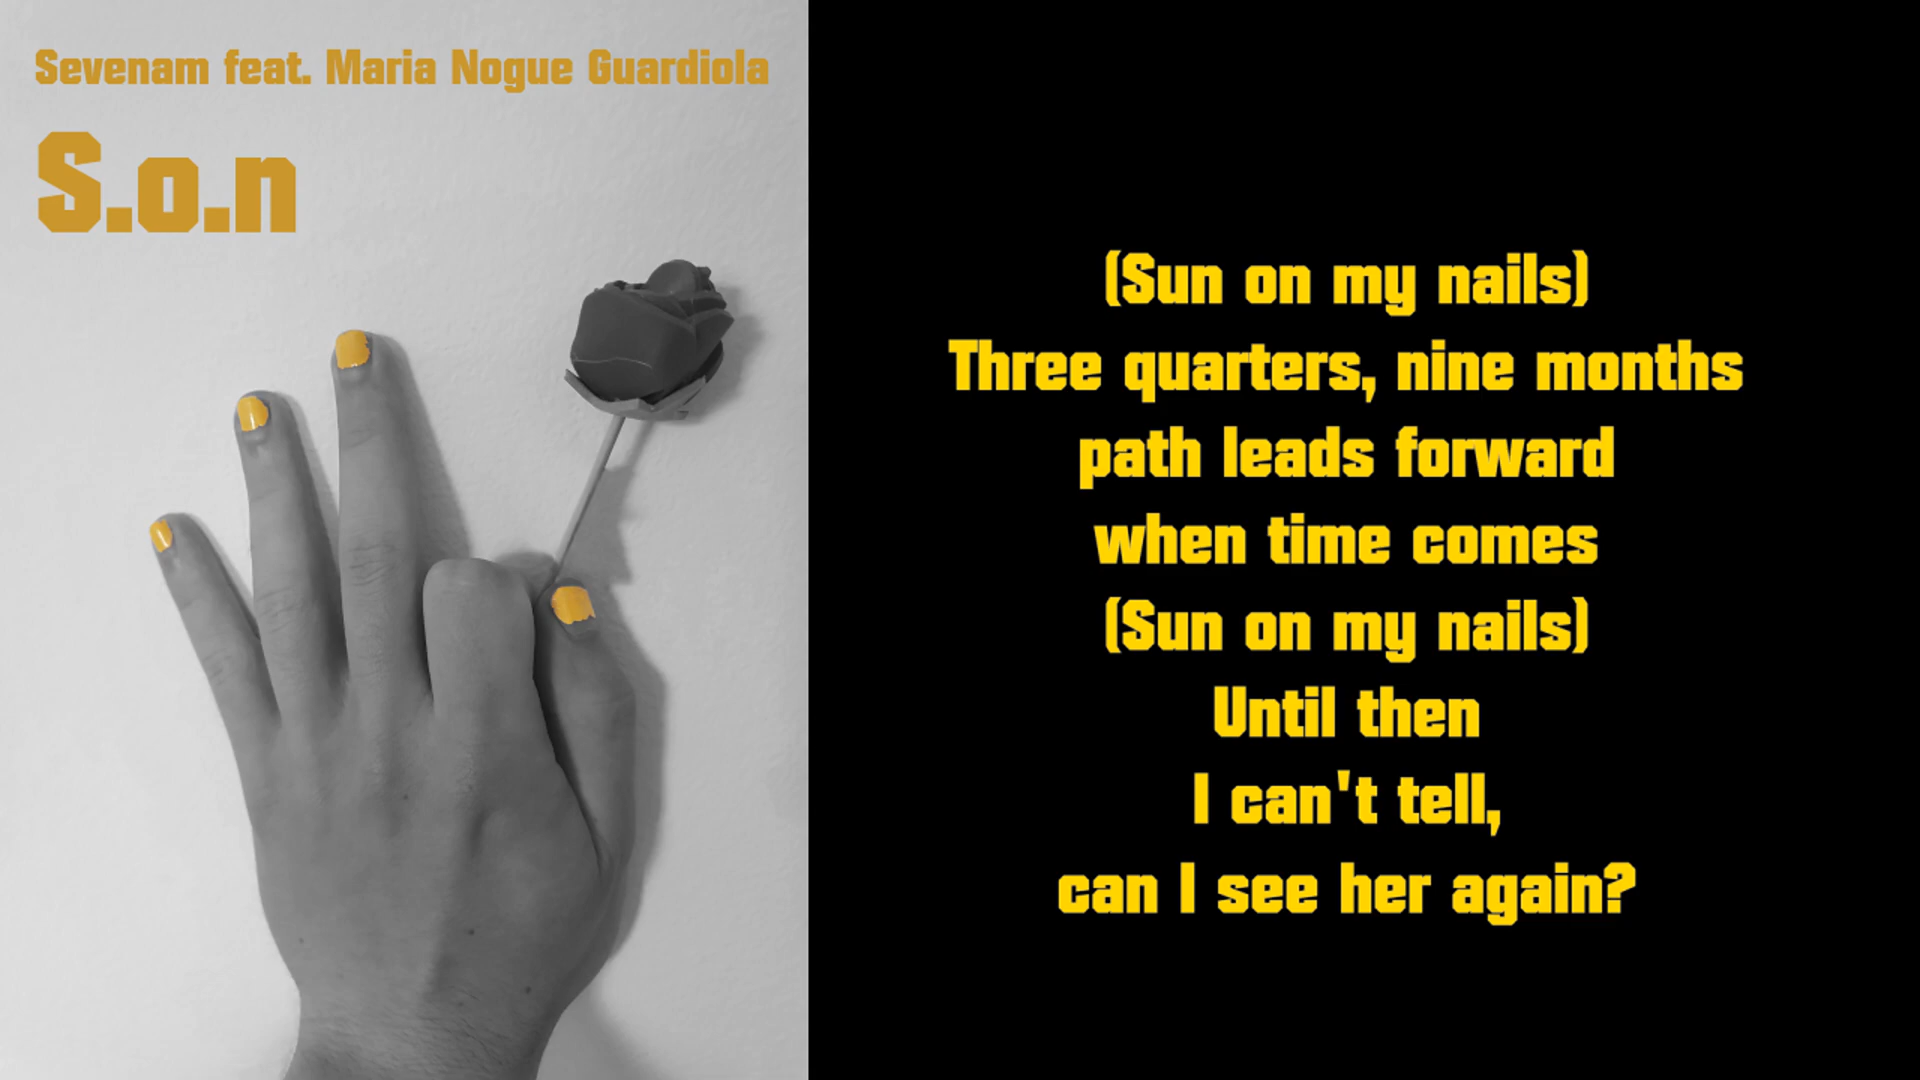 Sevenam feat. Maria Nogue Guardiola
S.o.n
(Sun on my nails)
Three quarters, nine months
path leads forward
when time comes
(Sun on my nails)
Until then
I can't tell,
can I see her again?